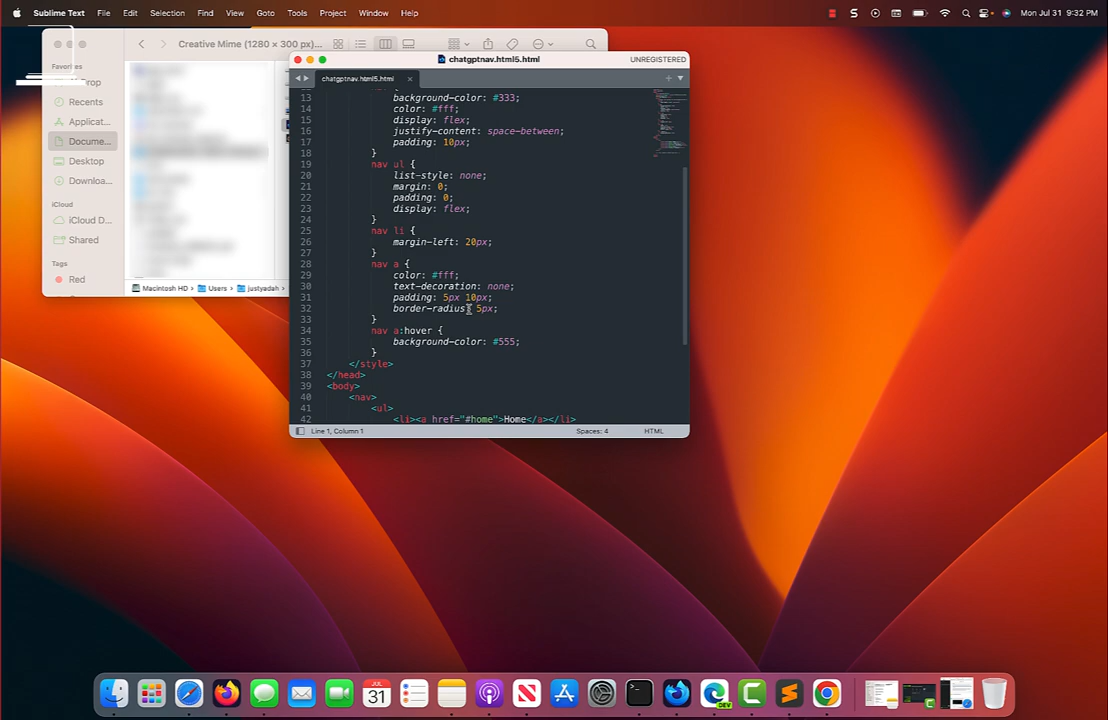 Sublime Text File Edit Selection Find View Goto Tools Project Window Help Mon Jul 31 9:32 PM
Creative Mime (1280 × 300 px)...
Favorites
Recents
Applicat...
Docume...
Desktop
Downloa...
iCloud
iCloud D...
Shared
Tags
Red
Macintosh HD Users justyadah
chatgptnav.html5.html UNREGISTERED
chatgptnav.html5.html
13 background-color: #333;
14 color: #fff;
15 display: flex;
16 justify-content: space-between;
17 padding: 10px;
18 }
19 nav ul {
20 list-style: none;
21 margin: 0;
22 padding: 0;
23 display: flex;
24 }
25 nav li {
26 margin-left: 20px;
27 }
28 nav a {
29 color: #fff;
30 text-decoration: none;
31 padding: 5px 10px;
32 border-radius: 5px;
33 }
34 nav a:hover {
35 background-color: #555;
36 }
37 </style>
38 </head>
39 <body>
40 <nav>
41 <ul>
42 <li><a href="#home">Home</a></li>
Line 1, Column 1 Spaces: 4 HTML
JUL
31
DEV